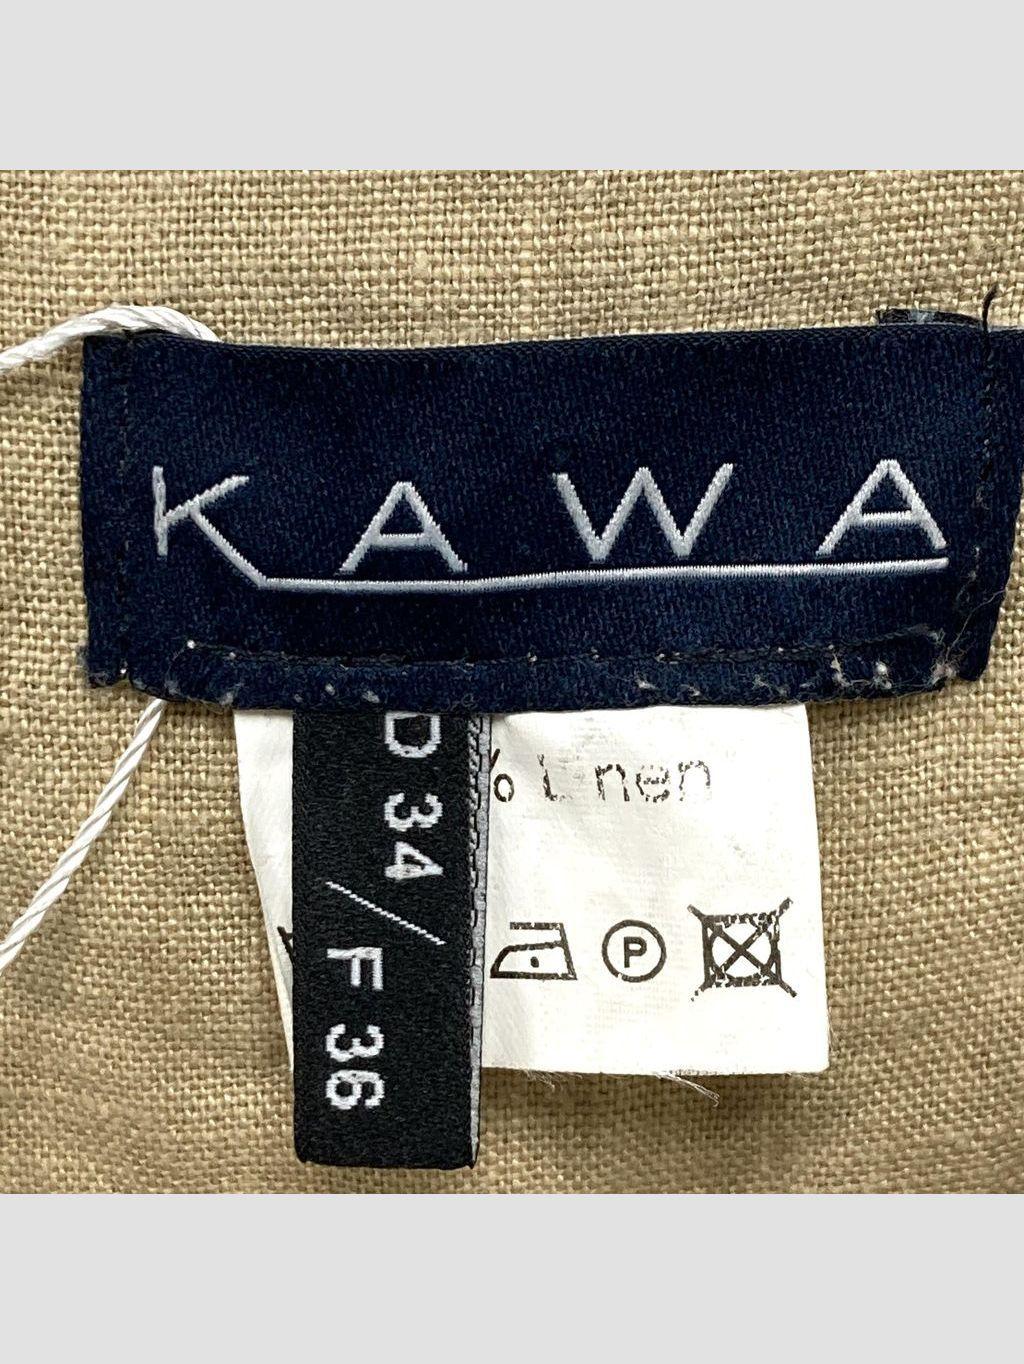 KAWA
D 34 / F 36
% Linen
P